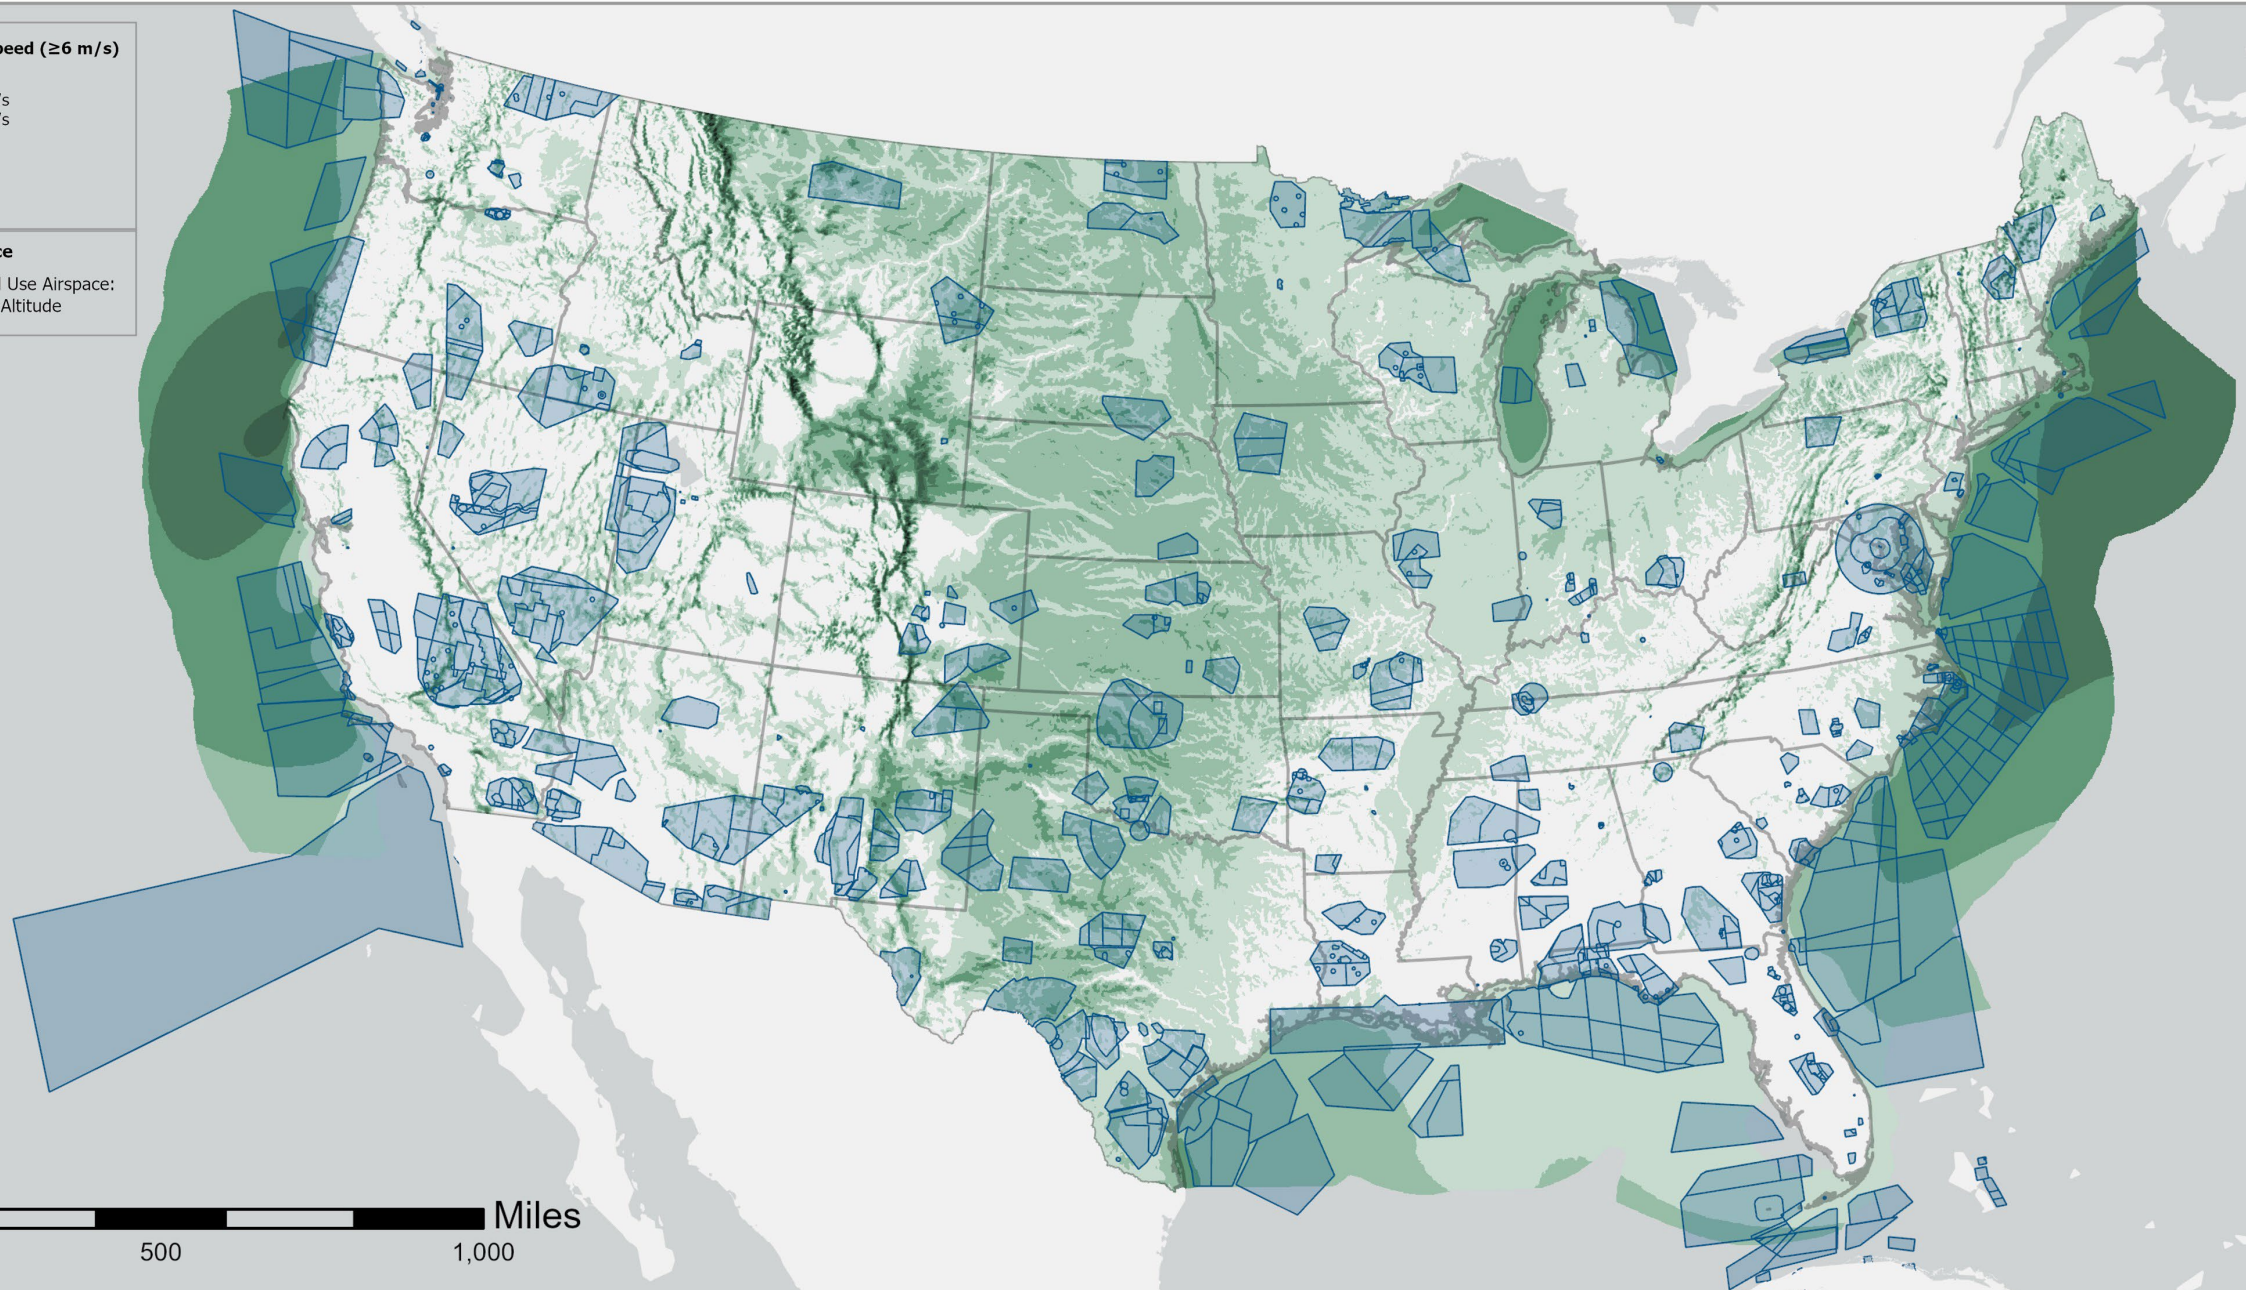 peed (≥6 m/s)
/s
/s
ce
l Use Airspace:
Altitude
Miles
500
1,000